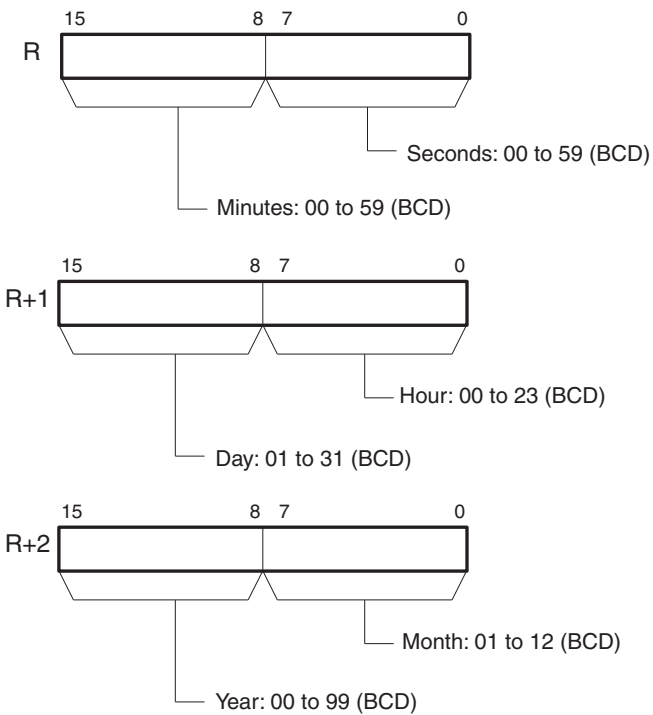 15 8 7 0
R
Seconds: 00 to 59 (BCD)
Minutes: 00 to 59 (BCD)
15 8 7 0
R+1
Hour: 00 to 23 (BCD)
Day: 01 to 31 (BCD)
15 8 7 0
R+2
Month: 01 to 12 (BCD)
Year: 00 to 99 (BCD)